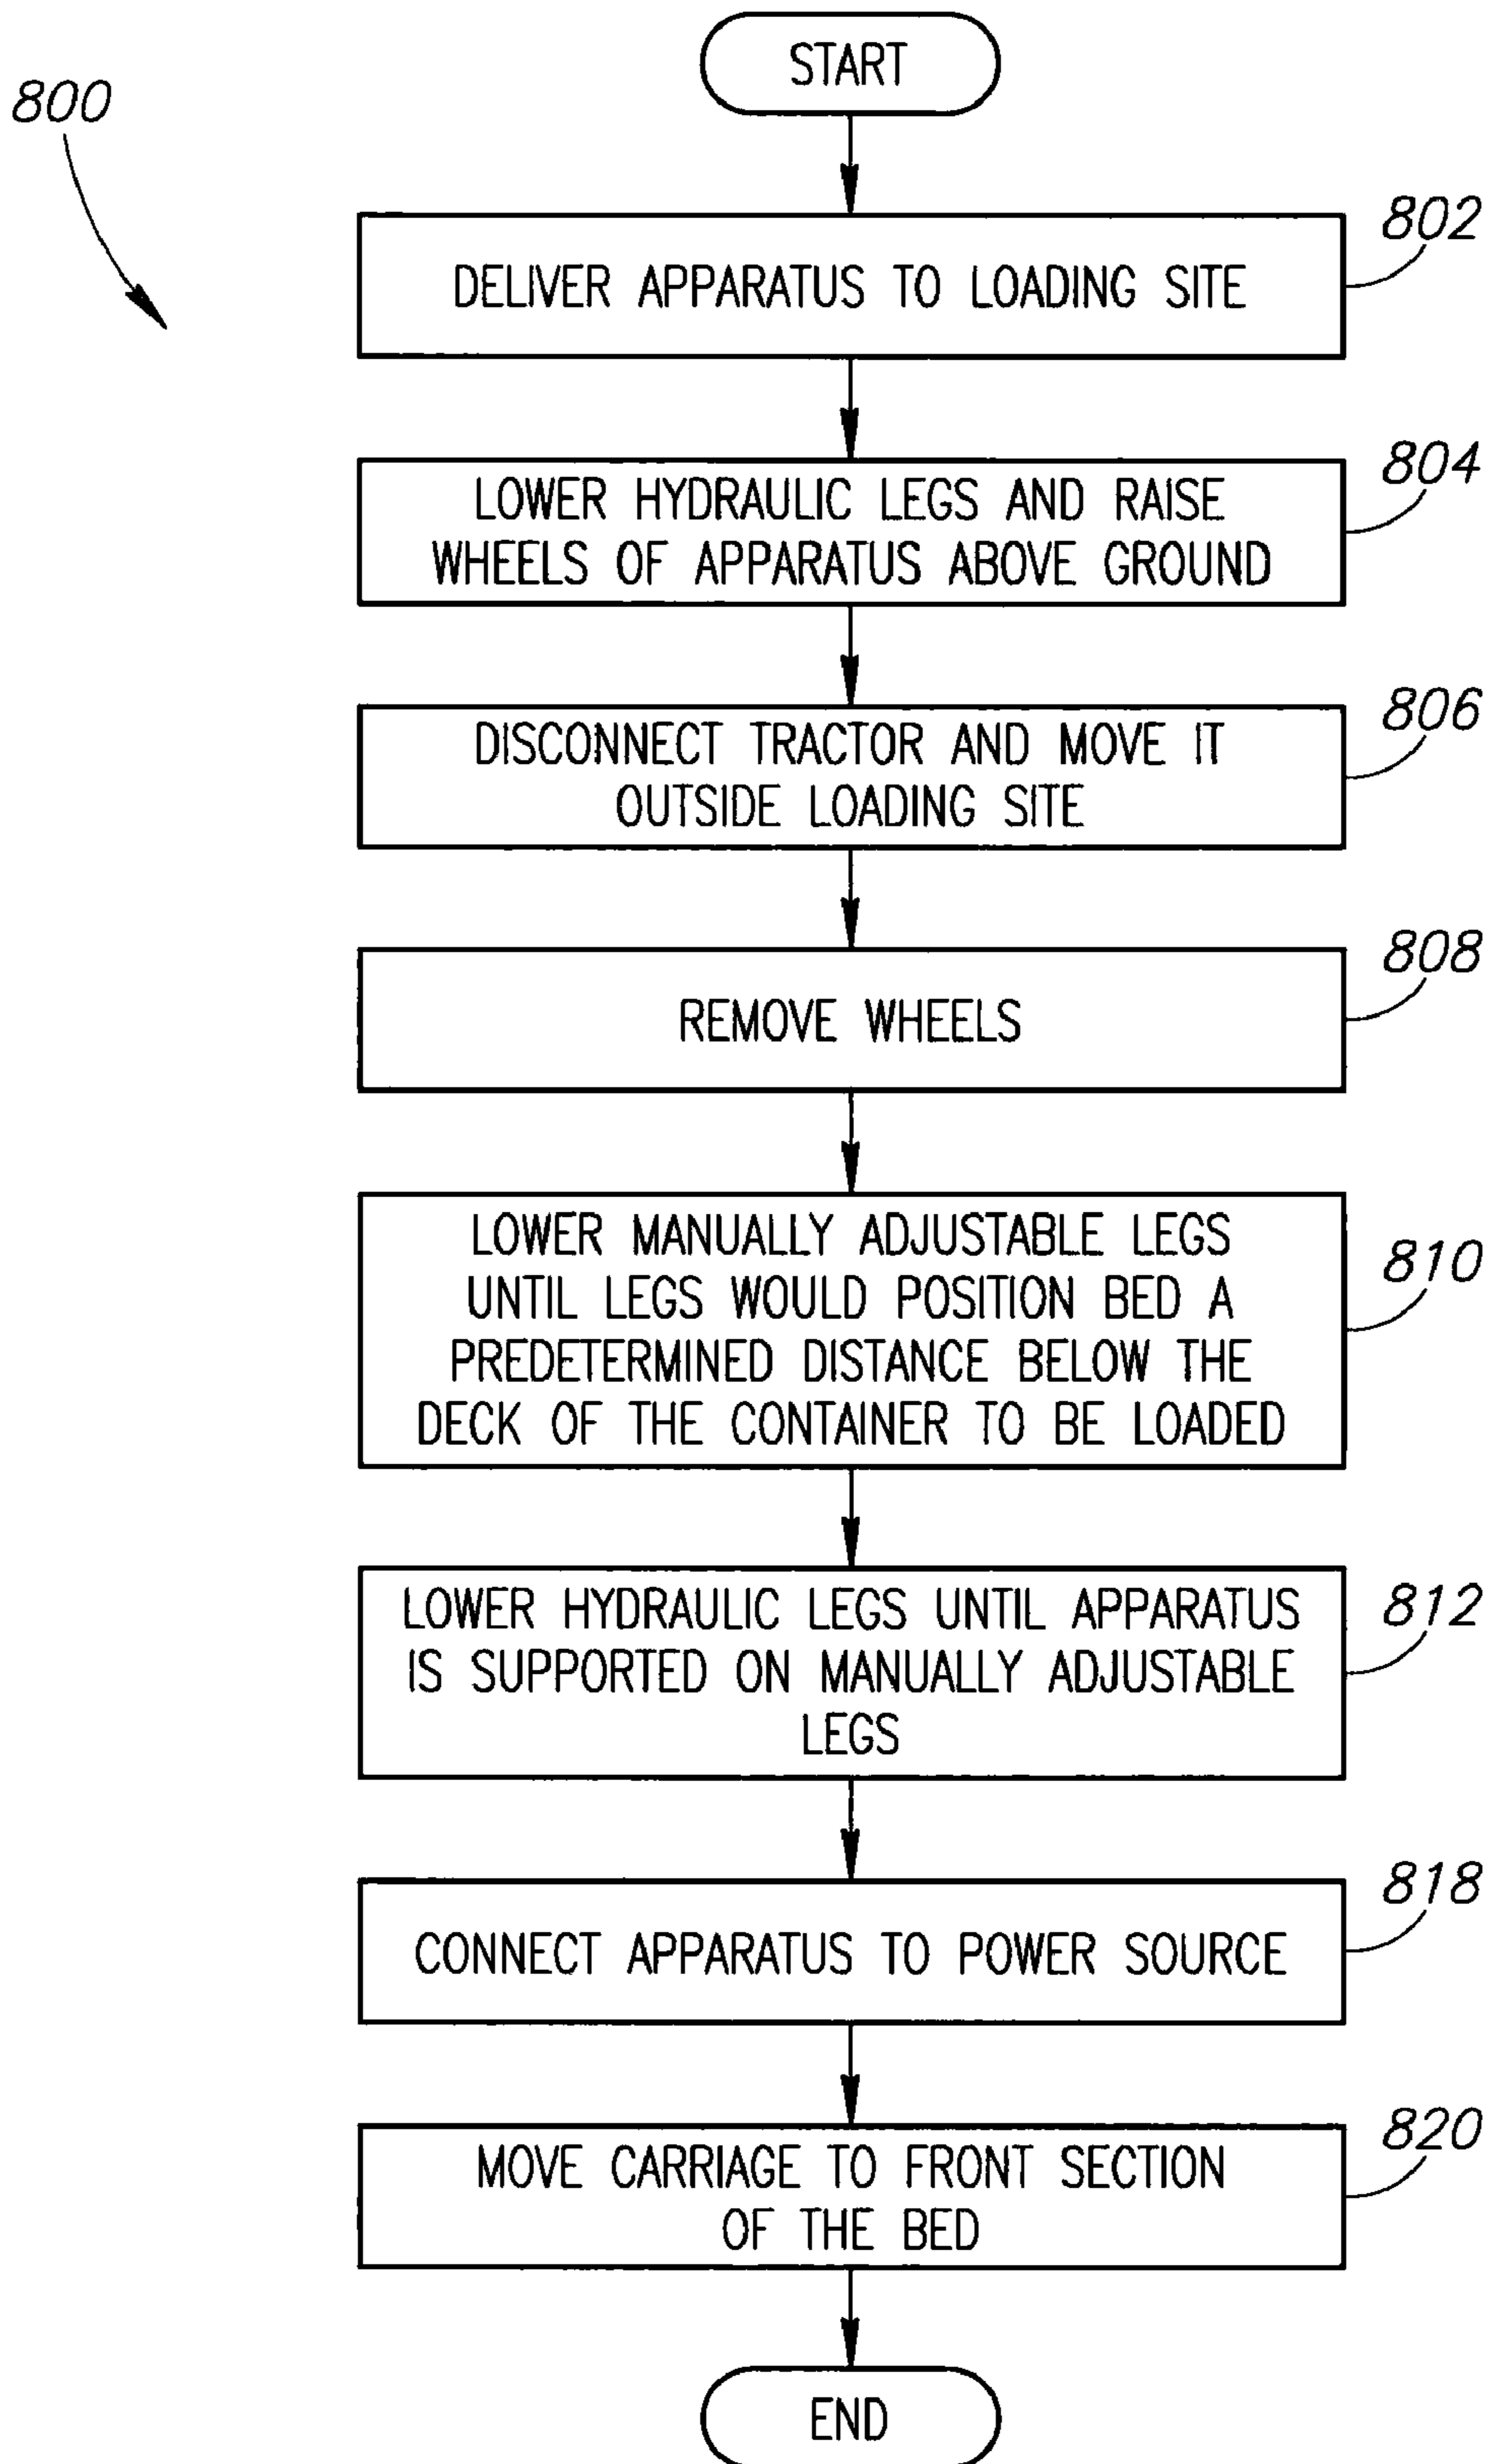 START
800
802
DELIVER APPARATUS TO LOADING SITE
804
LOWER HYDRAULIC LEGS AND RAISE
WHEELS OF APPARATUS ABOVE GROUND
806
DISCONNECT TRACTOR AND MOVE IT
OUTSIDE LOADING SITE
808
REMOVE WHEELS
810
LOWER MANUALLY ADJUSTABLE LEGS
UNTIL LEGS WOULD POSITION BED A
PREDETERMINED DISTANCE BELOW THE
DECK OF THE CONTAINER TO BE LOADED
812
LOWER HYDRAULIC LEGS UNTIL APPARATUS
IS SUPPORTED ON MANUALLY ADJUSTABLE
LEGS
818
CONNECT APPARATUS TO POWER SOURCE
820
MOVE CARRIAGE TO FRONT SECTION
OF THE BED
END